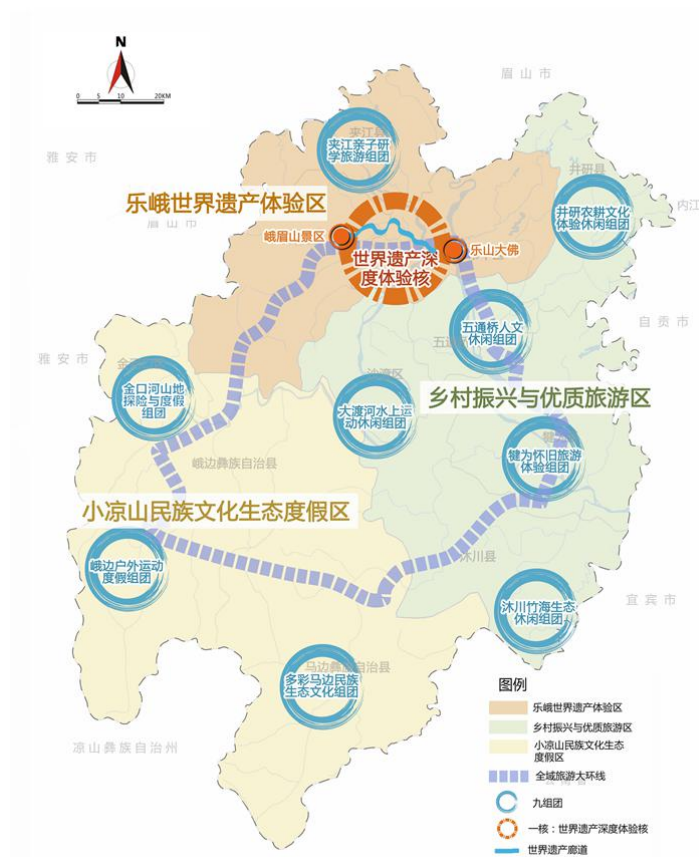 N
0 5 10 20KM
眉山市
雅安市
夹江县
夹江亲子研
学旅游组团
井研县
井研农耕文化
体验休闲组团
内江
乐峨世界遗产体验区
眉山市
峨眉山景区
乐山大佛
世界遗产深
度体验核
自贡市
五通
五通桥人文
休闲组团
雅安市
金口河山地
探险与度假
组团
沙湾区
大渡河水上运
动休闲组团
乡村振兴与优质旅游区
犍为怀旧旅游
体验组团
峨边彝族自治县
小凉山民族文化生态度假区
峨边户外运动
度假组团
沐川县
沐川竹海生态
休闲组团
宜宾市
马边彝族自治县
多彩马边民族
生态文化组团
凉山彝族自治州
图例
乐峨世界遗产体验区
乡村振兴与优质旅游区
小凉山民族文化生态
度假区
全域旅游大环线
九组团
一核：世界遗产深度体验核
世界遗产廊道